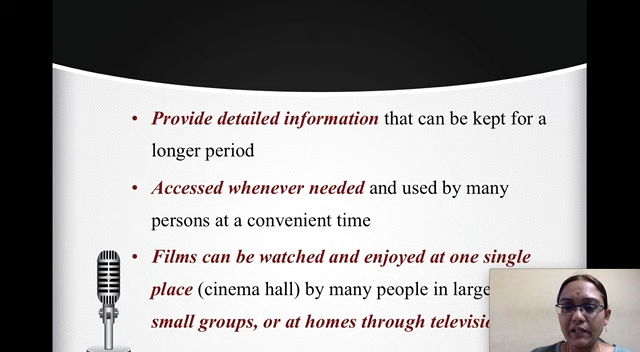 • Provide detailed information that can be kept for a
longer period
• Accessed whenever needed and used by many
persons at a convenient time
• Films can be watched and enjoyed at one single
place (cinema hall) by many people in large
small groups, or at homes through